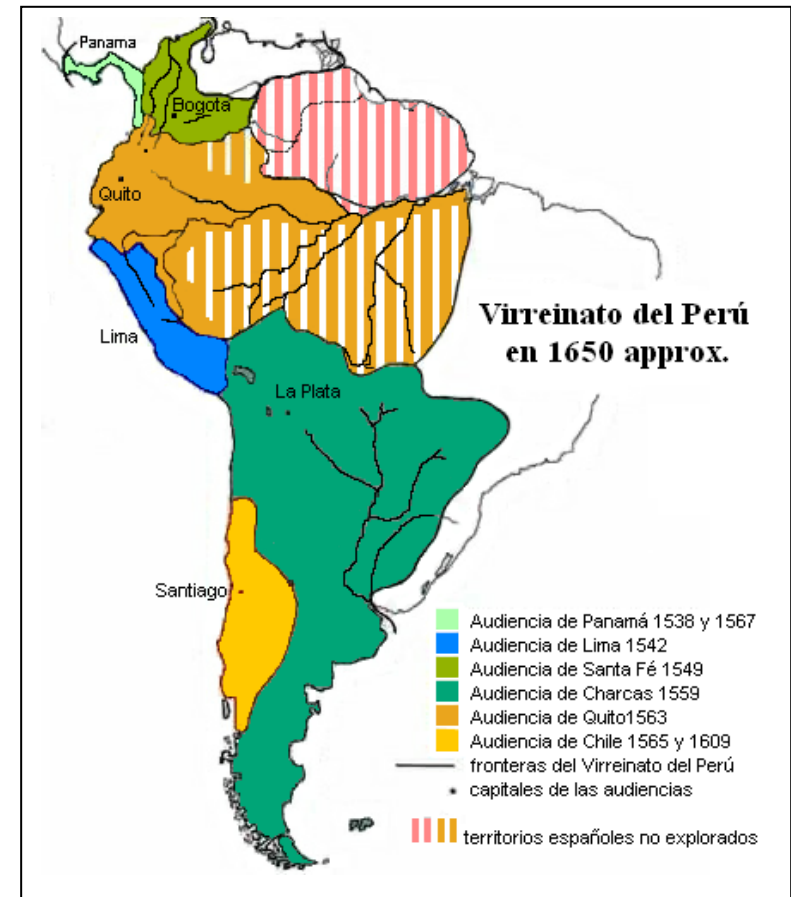 Panama
Bogota
Quito
Lima
Virreinato del Perú
en 1650 approx.
La Plata
Santiago
Audiencia de Panamá 1538 y 1567
Audiencia de Lima 1542
Audiencia de Santa Fé 1549
Audiencia de Charcas 1559
Audiencia de Quito1563
Audiencia de Chile 1565 y 1609
fronteras del Virreinato del Perú
capitales de las audiencias
territorios españoles no explorados